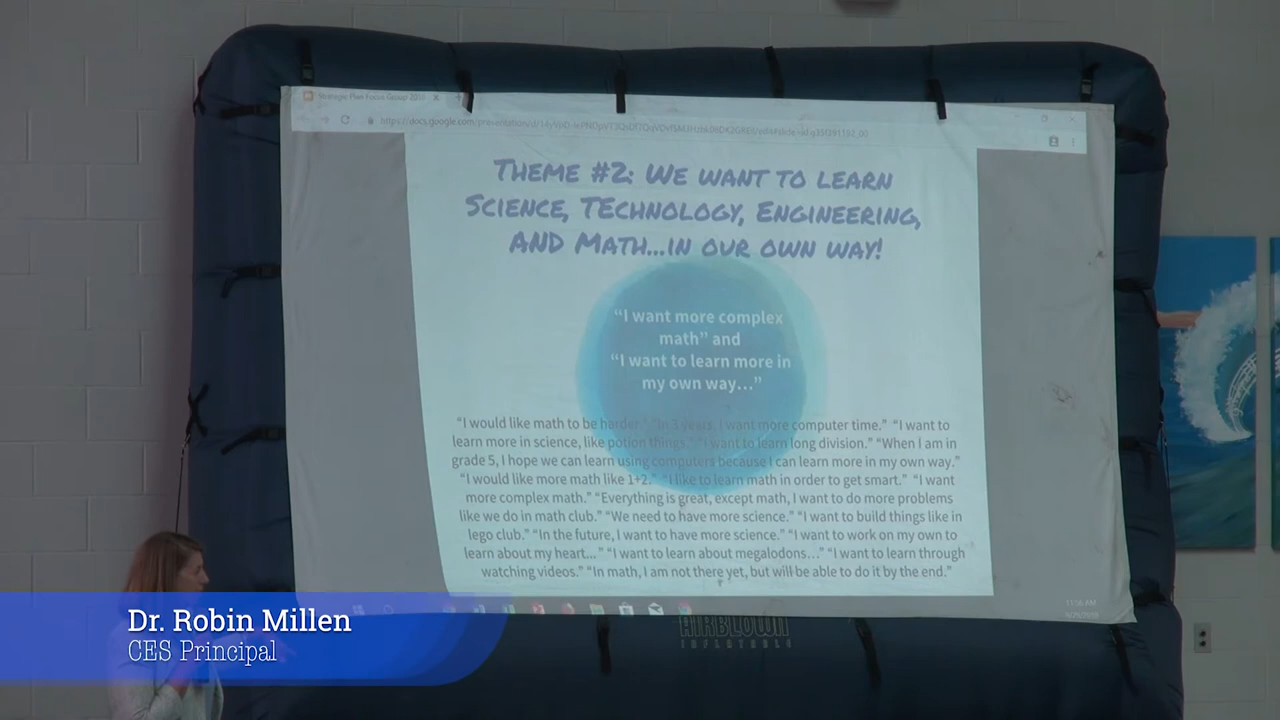 Strategic Plan Focus Group 201
THEME #2: WE WANT TO LEARN
SCIENCE, TECHNOLOGY, ENGINEERING,
AND MATH...IN OUR OWN WAY!
“I want more complex
math” and
“I want to learn more in
my own way...”
“I would like math to be harder.” “In 3 years, I want more computer time.” “I want to
learn more in science, like potion things.” “I want to learn long division.” “When I am in
grade 5, I hope we can learn using computers because I can learn more in my own way.”
“I would like more math like 1+2.” “I like to learn math in order to get smart.” “I want
more complex math.” “Everything is great, except math, I want to do more problems
like we do in math club.” “We need to have more science.” “I want to build things like in
lego club.” “In the future, I want to have more science.” “I want to work on my own to
learn about my heart...” “I want to learn about megalodons...” “I want to learn through
watching videos.” “In math, I am not there yet, but will be able to do it by the end.”
AIRBLOWN
INFLATABLE
Dr. Robin Millen
CES Principal